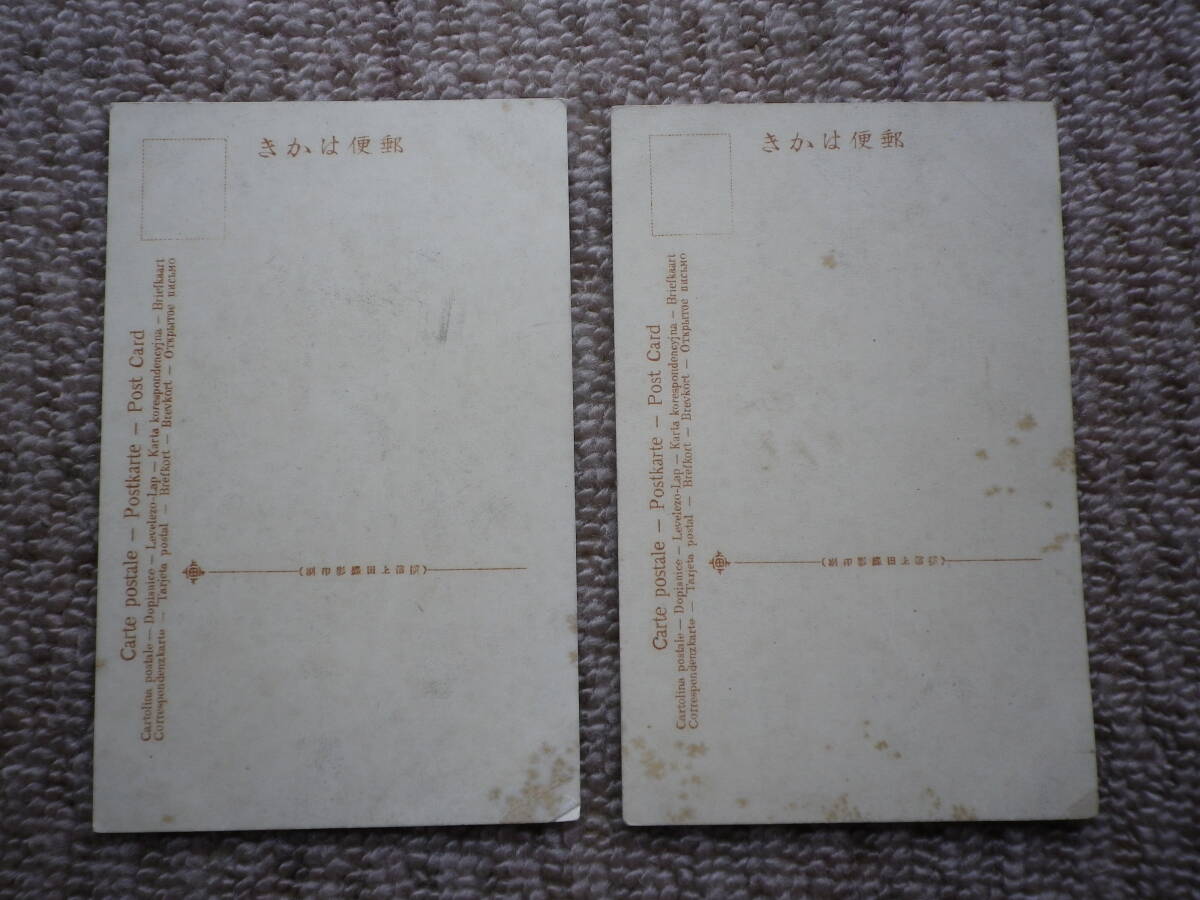 きかは便郵
Carte postale — Postkarte — Post Card
Cartolina postale — Dopisnice — Levelezo-Lap — Karta korespondencyjna — Briefkaart
Correspondenzkarte — Tarjeta postal — Brefkort — Brevkort — Открытое письмо
きかは便郵
Carte postale — Postkarte — Post Card
Cartolina postale — Dopisnice — Levelezo-Lap — Karta korespondencyjna — Briefkaart
Correspondenzkarte — Tarjeta postal — Brefkort — Brevkort — Открытое письмо